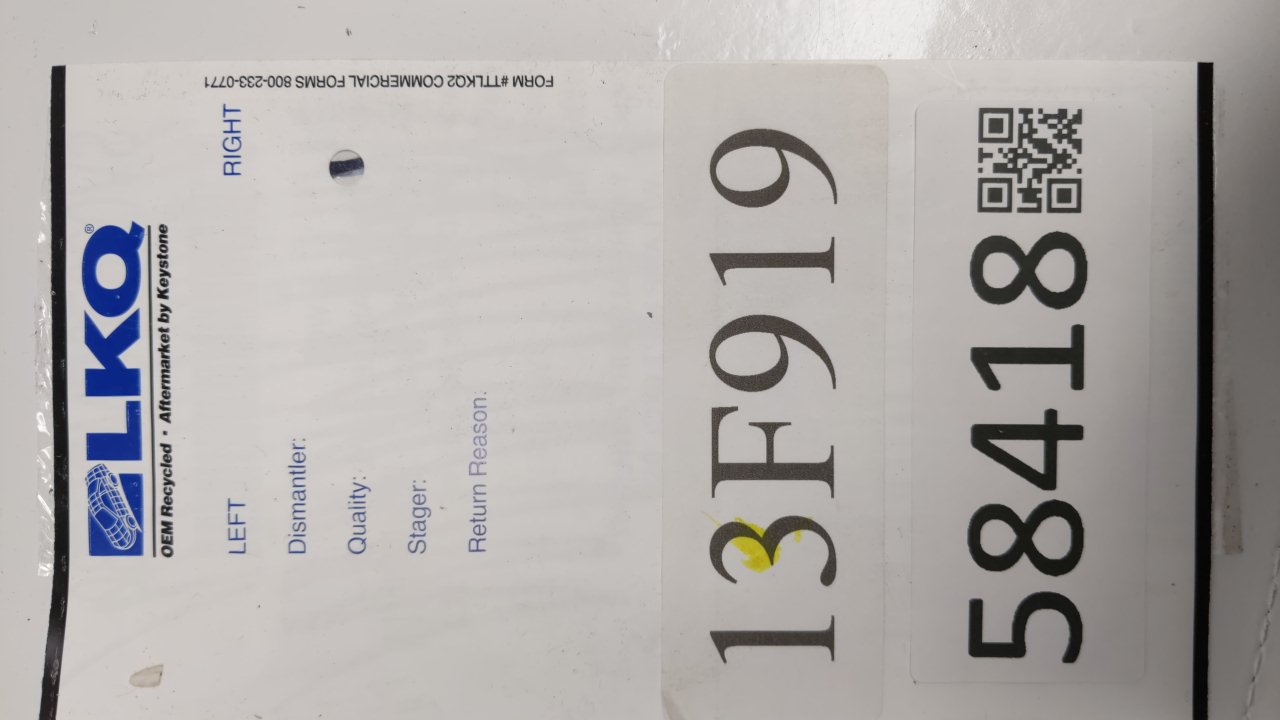 LKQ®
OEM Recycled • Aftermarket by Keystone
LEFT RIGHT
Dismantler:
Quality:
Stager:
Return Reason:
FORM #TTLKQ2 COMMERCIAL FORMS 800-233-0771
13F919
58418